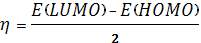 η = E(LUMO) − E(HOMO) / 2